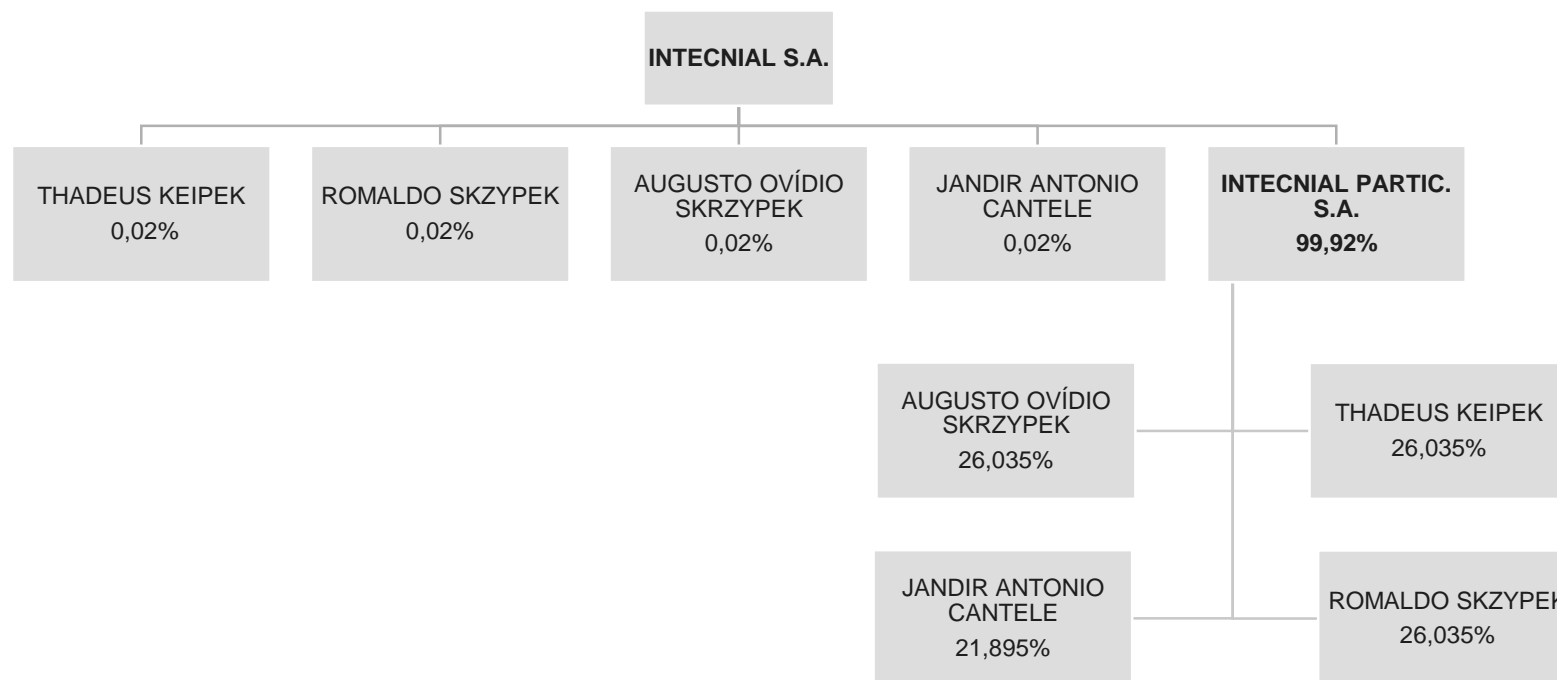 INTECNIAL S.A.
THADEUS KEIPEK
0,02%
ROMALDO SKZYPEK
0,02%
AUGUSTO OVÍDIO
SKRZYPEK
0,02%
JANDIR ANTONIO
CANTELE
0,02%
INTECNIAL PARTIC.
S.A.
99,92%
AUGUSTO OVÍDIO
SKRZYPEK
26,035%
THADEUS KEIPEK
26,035%
JANDIR ANTONIO
CANTELE
21,895%
ROMALDO SKZYPEK
26,035%